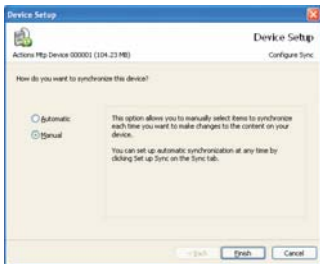 Device Setup
Device Setup
Actions Mtp Device 000001 (104.23 MB)
Configure Sync
How do you want to synchronize this device?
Automatic
Manual
This option allows you to manually select items to synchronize
each time you want to make changes to the content on your
device.
You can set up automatic synchronization at any time by
clicking Set up Sync on the Sync tab.
< Back
Finish
Cancel